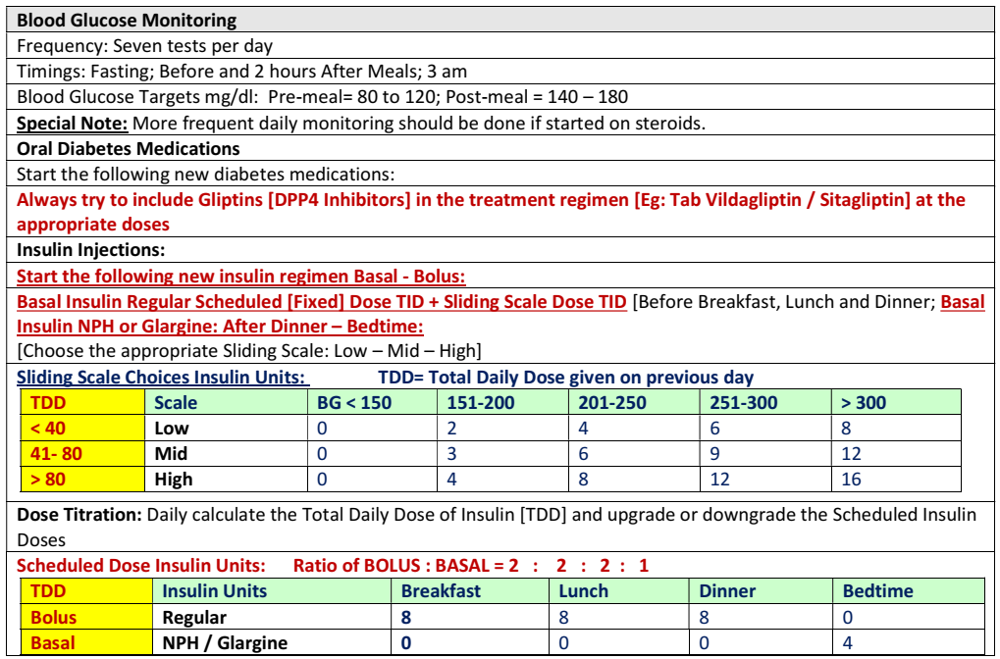 Blood Glucose Monitoring
Frequency: Seven tests per day
Timings: Fasting; Before and 2 hours After Meals; 3 am
Blood Glucose Targets mg/dl: Pre-meal= 80 to 120; Post-meal = 140 – 180
Special Note: More frequent daily monitoring should be done if started on steroids.
Oral Diabetes Medications
Start the following new diabetes medications:
Always try to include Gliptins [DPP4 Inhibitors] in the treatment regimen [Eg: Tab Vildagliptin / Sitagliptin] at the
appropriate doses
Insulin Injections:
Start the following new insulin regimen Basal - Bolus:
Basal Insulin Regular Scheduled [Fixed] Dose TID + Sliding Scale Dose TID [Before Breakfast, Lunch and Dinner; Basal
Insulin NPH or Glargine: After Dinner – Bedtime:
[Choose the appropriate Sliding Scale: Low – Mid – High]
Sliding Scale Choices Insulin Units: TDD= Total Daily Dose given on previous day
TDD Scale BG < 150 151-200 201-250 251-300 > 300
< 40 Low 0 2 4 6 8
41- 80 Mid 0 3 6 9 12
> 80 High 0 4 8 12 16
Dose Titration: Daily calculate the Total Daily Dose of Insulin [TDD] and upgrade or downgrade the Scheduled Insulin
Doses
Scheduled Dose Insulin Units: Ratio of BOLUS : BASAL = 2 : 2 : 2 : 1
TDD Insulin Units Breakfast Lunch Dinner Bedtime
Bolus Regular 8 8 8 0
Basal NPH / Glargine 0 0 0 4